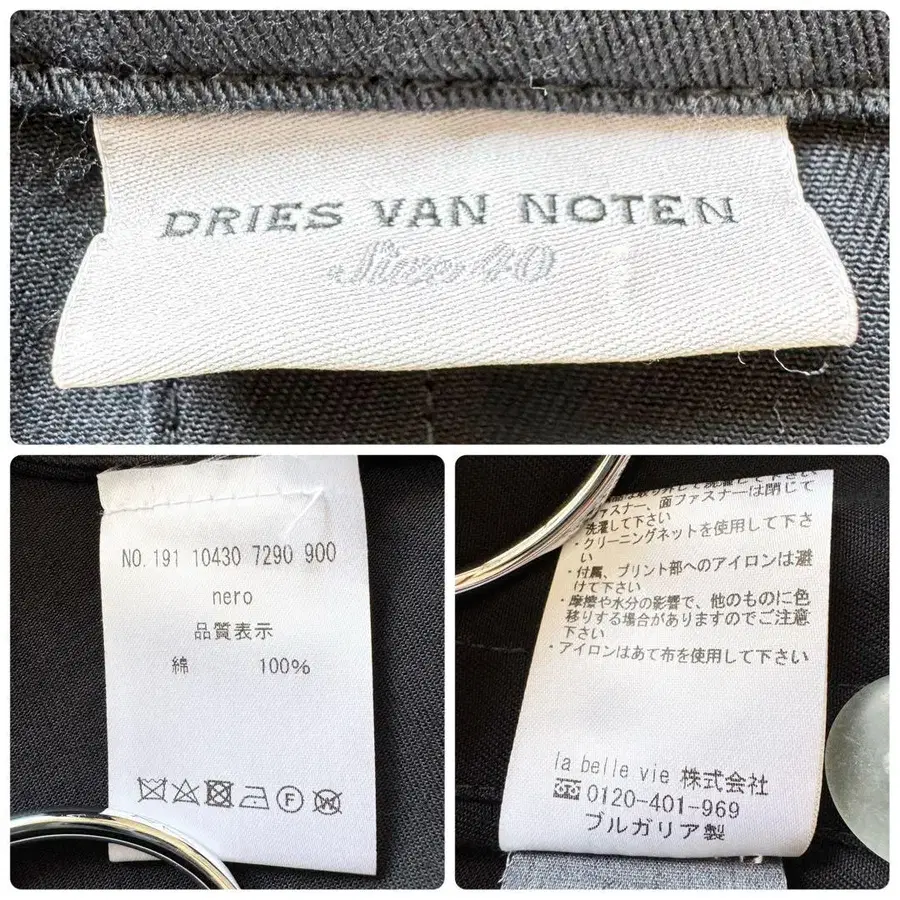 DRIES VAN NOTEN
Size 40
NO. 191 10430 7290 900
nero
品質表示
綿 100%
ファスナー、面ファスナーは閉じて
洗濯して下さい
・クリーニングネットを使用して下さ
い
・付属、プリント部へのアイロンは避
けて下さい
・摩擦や水分の影響で、他のものに色
移りする場合がありますのでご注意
下さい
・アイロンはあて布を使用して下さい
la belle vie 株式会社
0120-401-969
ブルガリア製